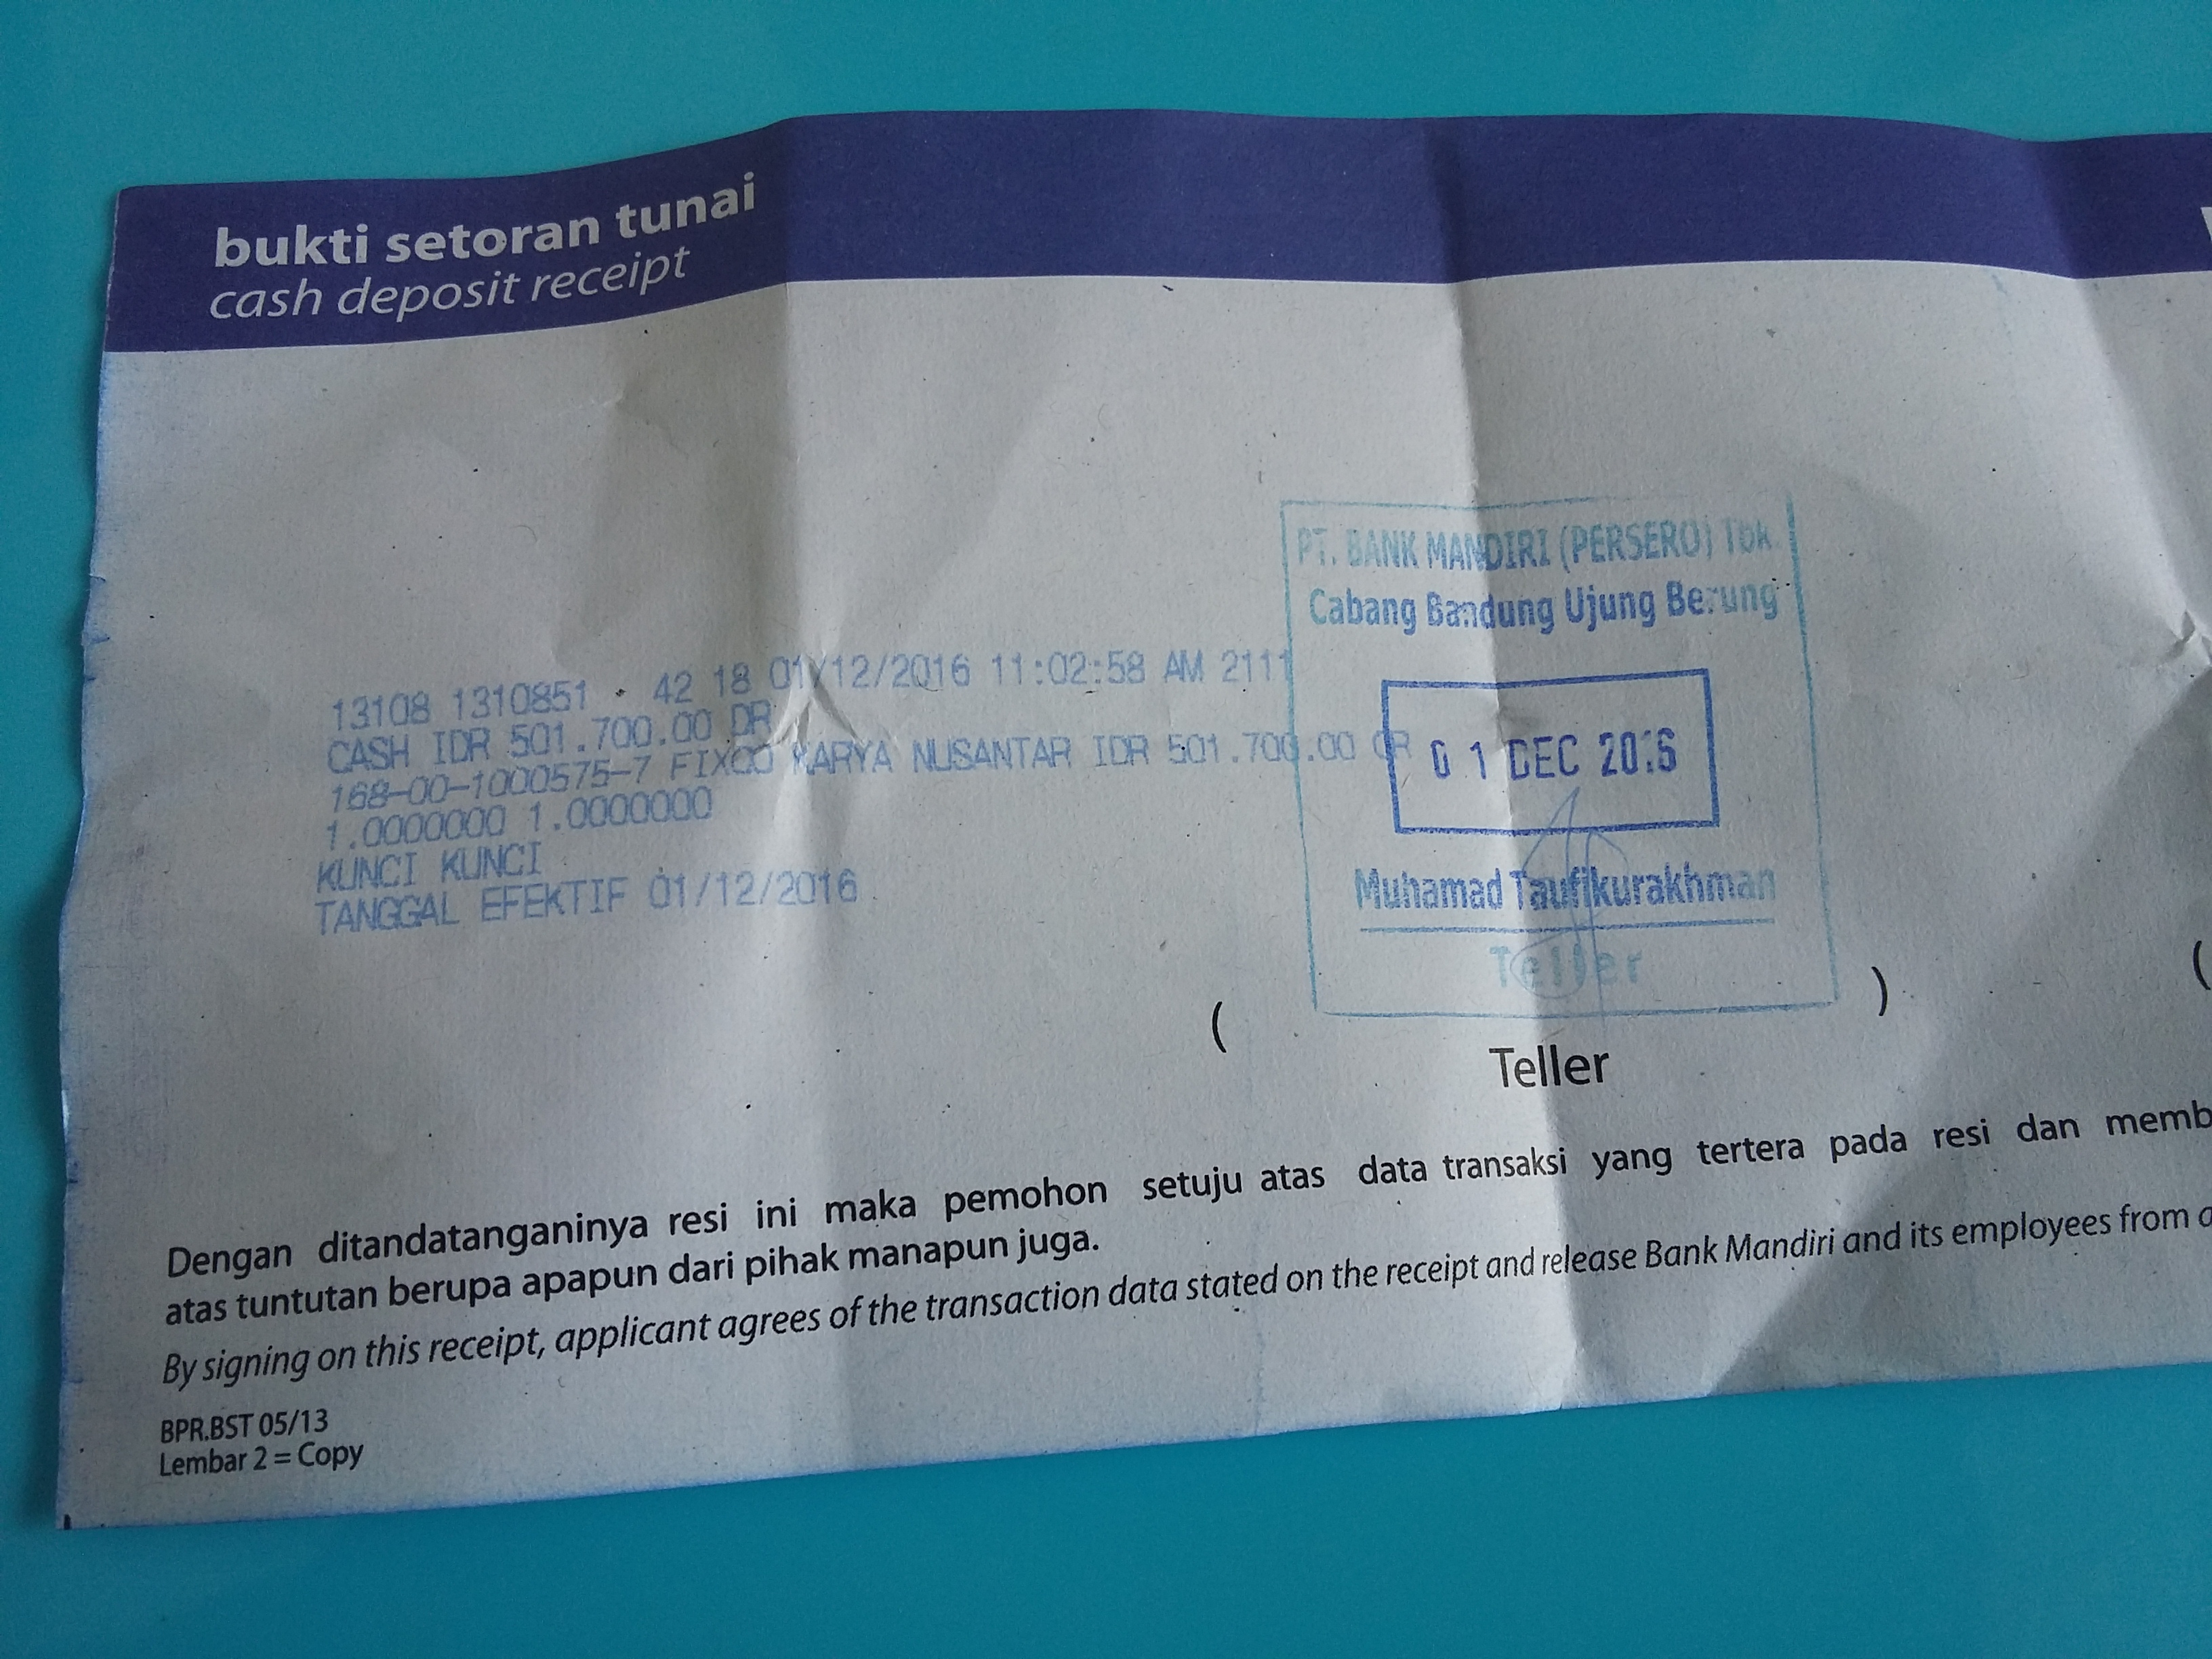 bukti setoran tunai
cash deposit receipt
13108 1310851 . 42 18 01/12/2016 11:02:58 AM 2111
CASH IDR 501.700.00 DR
168-00-1000575-7 FIXCO KARYA NUSANTAR IDR 501.700.00 CR
1.0000000 1.0000000
KUNCI KUNCI
TANGGAL EFEKTIF 01/12/2016
PT. BANK MANDIRI (PERSERO) Tbk
Cabang Bandung Ujung Berung
0 1 DEC 2016
Muhamad Taufikurakhman
Teller
( )
(
Teller
Dengan ditandatanganinya resi ini maka pemohon setuju atas data transaksi yang tertera pada resi dan memb
atas tuntutan berupa apapun dari pihak manapun juga.
By signing on this receipt, applicant agrees of the transaction data stated on the receipt and release Bank Mandiri and its employees from a
BPR.BST 05/13
Lembar 2 = Copy